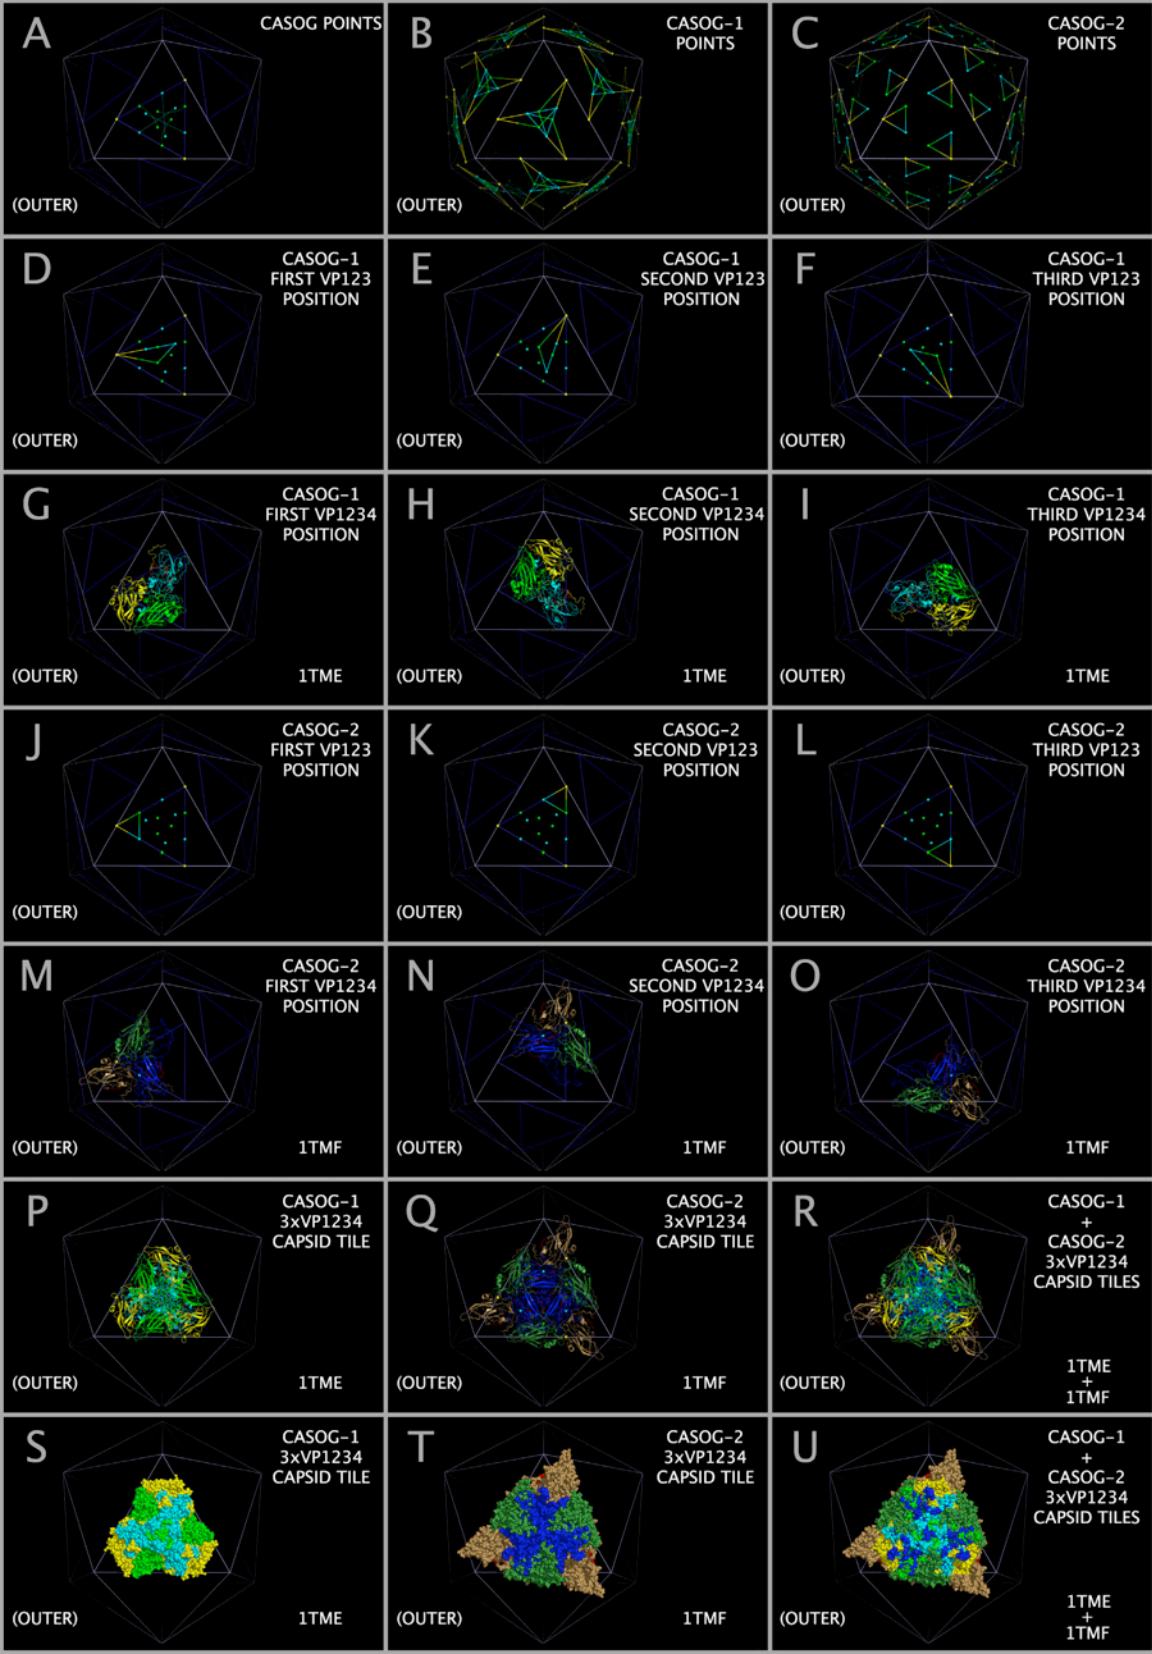 A
CASOG POINTS
(OUTER)
B
CASOG-1
POINTS
(OUTER)
C
CASOG-2
POINTS
(OUTER)
D
CASOG-1
FIRST VP123
POSITION
(OUTER)
E
CASOG-1
SECOND VP123
POSITION
(OUTER)
F
CASOG-1
THIRD VP123
POSITION
(OUTER)
G
CASOG-1
FIRST VP1234
POSITION
(OUTER)
1TME
H
CASOG-1
SECOND VP1234
POSITION
(OUTER)
1TME
I
CASOG-1
THIRD VP1234
POSITION
(OUTER)
1TME
J
CASOG-2
FIRST VP123
POSITION
(OUTER)
K
CASOG-2
SECOND VP123
POSITION
(OUTER)
L
CASOG-2
THIRD VP123
POSITION
(OUTER)
M
CASOG-2
FIRST VP1234
POSITION
(OUTER)
1TMF
N
CASOG-2
SECOND VP1234
POSITION
(OUTER)
1TMF
O
CASOG-2
THIRD VP1234
POSITION
(OUTER)
1TMF
P
CASOG-1
3xVP1234
CAPSID TILE
(OUTER)
1TME
Q
CASOG-2
3xVP1234
CAPSID TILE
(OUTER)
1TMF
R
CASOG-1
+
CASOG-2
3xVP1234
CAPSID TILES
(OUTER)
1TME
+
1TMF
S
CASOG-1
3xVP1234
CAPSID TILE
(OUTER)
1TME
T
CASOG-2
3xVP1234
CAPSID TILE
(OUTER)
1TMF
U
CASOG-1
+
CASOG-2
3xVP1234
CAPSID TILES
(OUTER)
1TME
+
1TMF